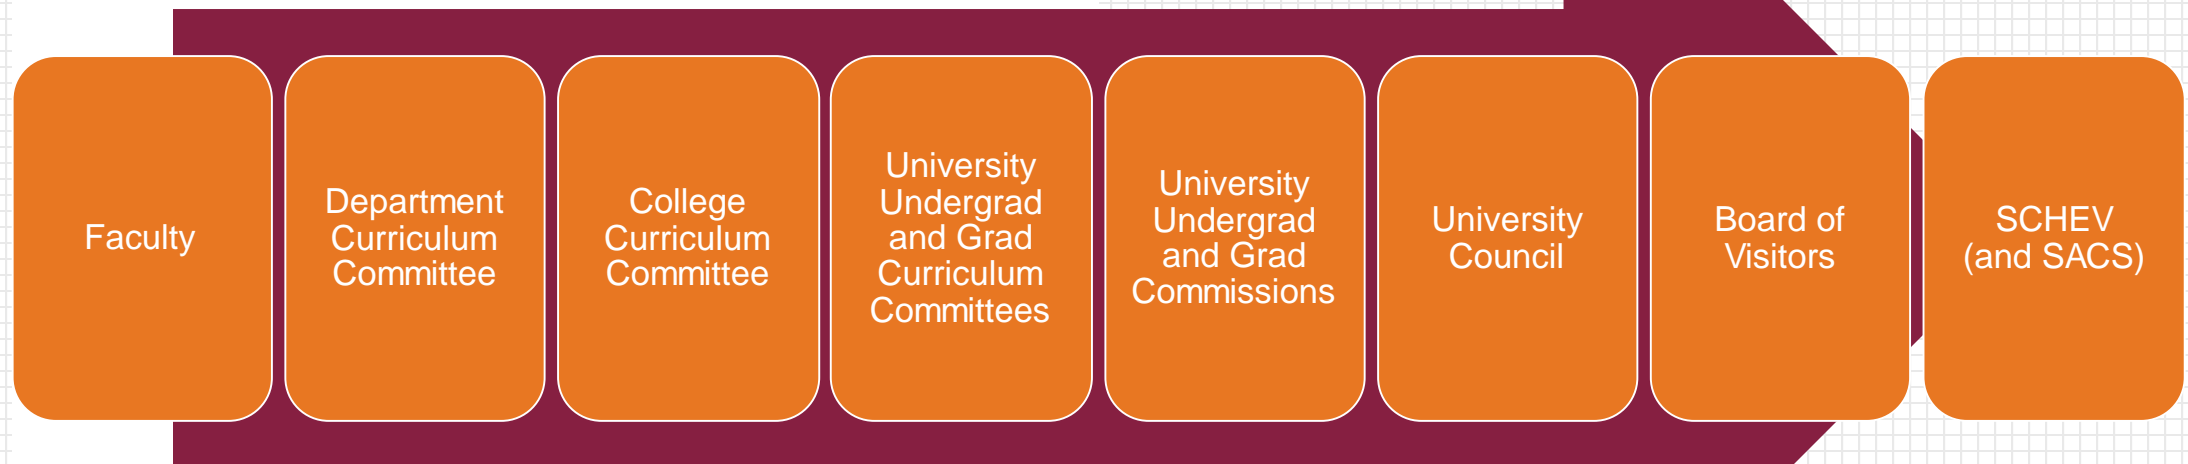 Faculty
Department
Curriculum
Committee
College
Curriculum
Committee
University
Undergrad
and Grad
Curriculum
Committees
University
Undergrad
and Grad
Commissions
University
Council
Board of
Visitors
SCHEV
(and SACS)